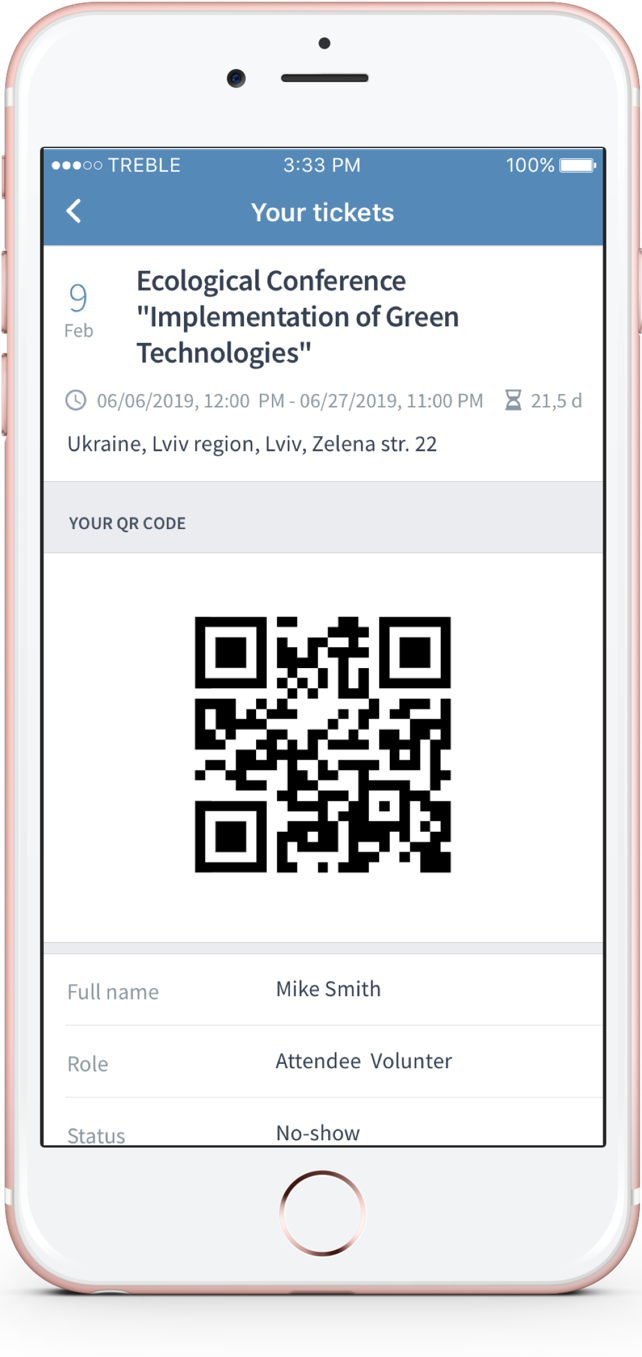 TREBLE 3:33 PM 100%
Your tickets
9
Feb
Ecological Conference
"Implementation of Green
Technologies"
06/06/2019, 12:00 PM - 06/27/2019, 11:00 PM 21,5 d
Ukraine, Lviv region, Lviv, Zelena str. 22
YOUR QR CODE
Full name Mike Smith
Role Attendee Volunter
Status No-show